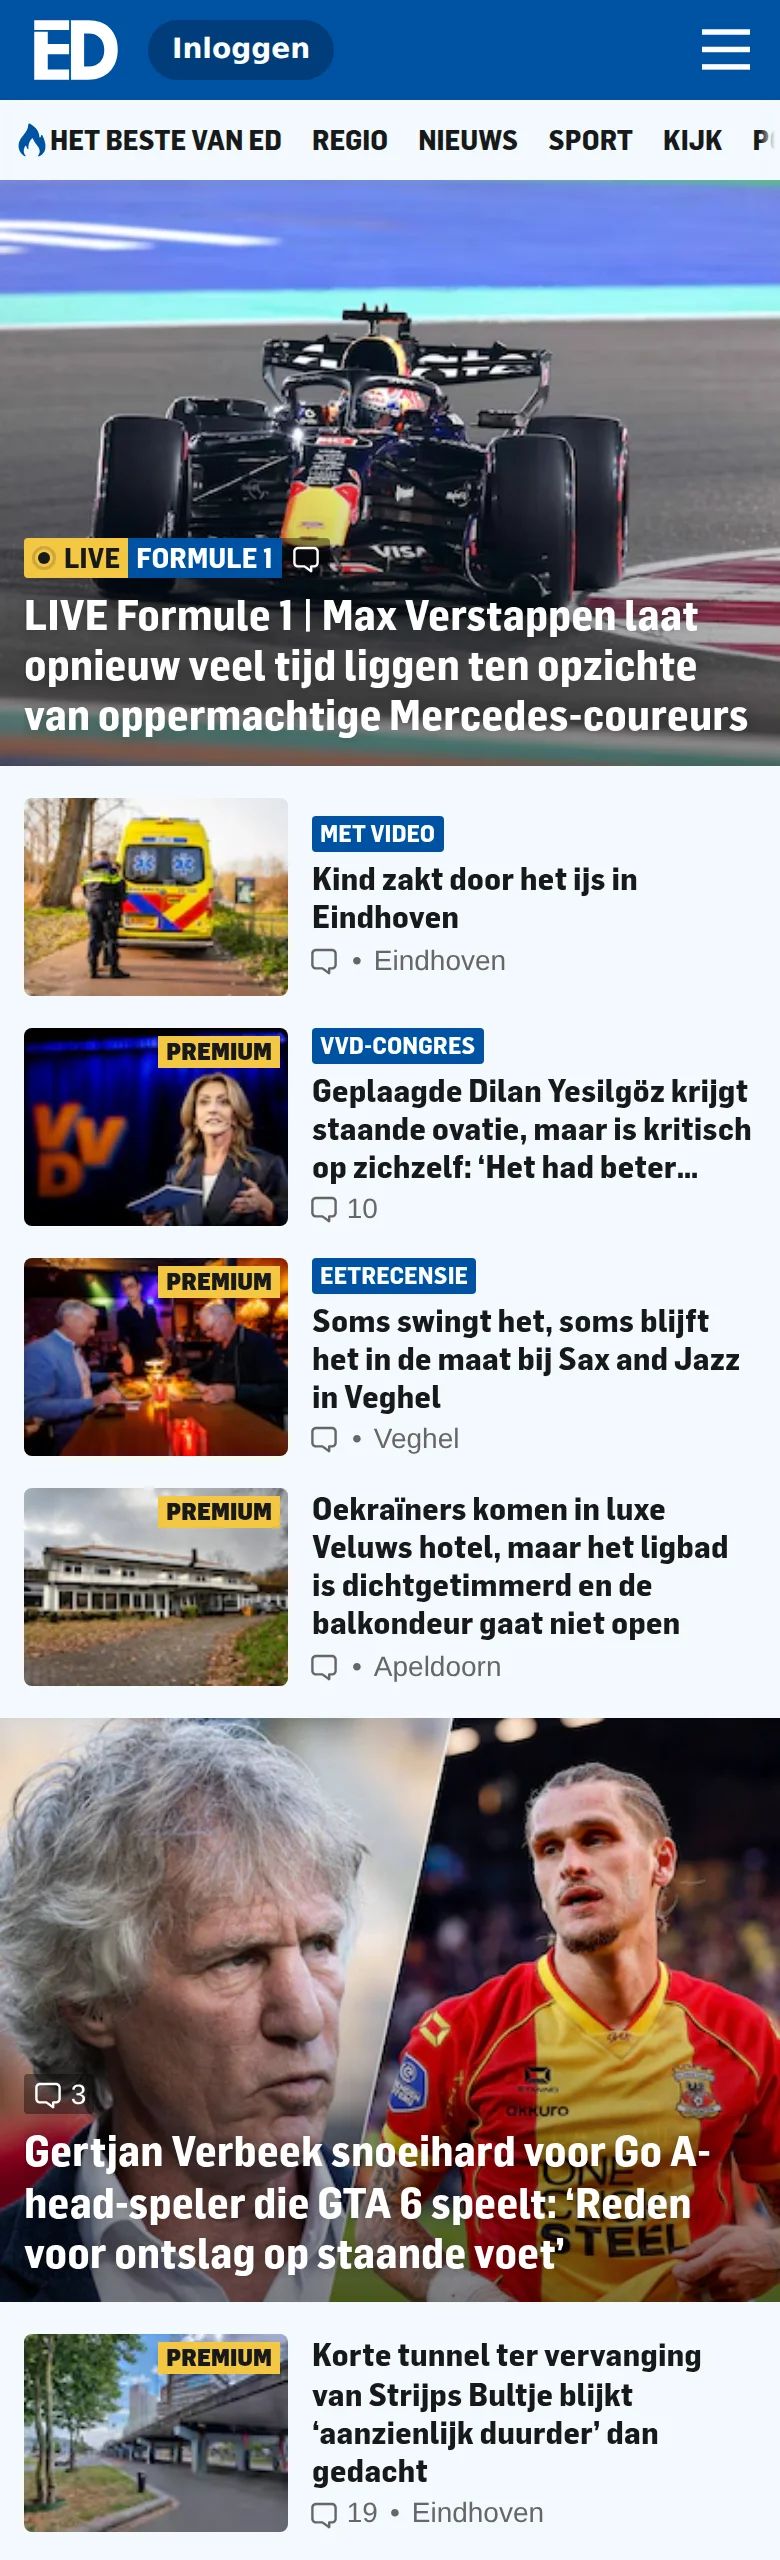 ED
Inloggen
HET BESTE VAN ED REGIO NIEUWS SPORT KIJK
VISA
LIVE FORMULE 1
LIVE Formule 1 | Max Verstappen laat
opnieuw veel tijd liggen ten opzichte
van oppermachtige Mercedes-coureurs
MET VIDEO
Kind zakt door het ijs in
Eindhoven
• Eindhoven
PREMIUM
VVD
VVD-CONGRES
Geplaagde Dilan Yesilgöz krijgt
staande ovatie, maar is kritisch
op zichzelf: ‘Het had beter...
10
PREMIUM
EETRECENSIE
Soms swingt het, soms blijft
het in de maat bij Sax and Jazz
in Veghel
• Veghel
PREMIUM
Oekraïners komen in luxe
Veluws hotel, maar het ligbad
is dichtgetimmerd en de
balkondeur gaat niet open
• Apeldoorn
STANNO
akkuro
ONE
STEEL
3
Gertjan Verbeek snoeihard voor Go A-
head-speler die GTA 6 speelt: ‘Reden
voor ontslag op staande voet’
PREMIUM
Korte tunnel ter vervanging
van Strijps Bultje blijkt
‘aanzienlijk duurder’ dan
gedacht
19 • Eindhoven